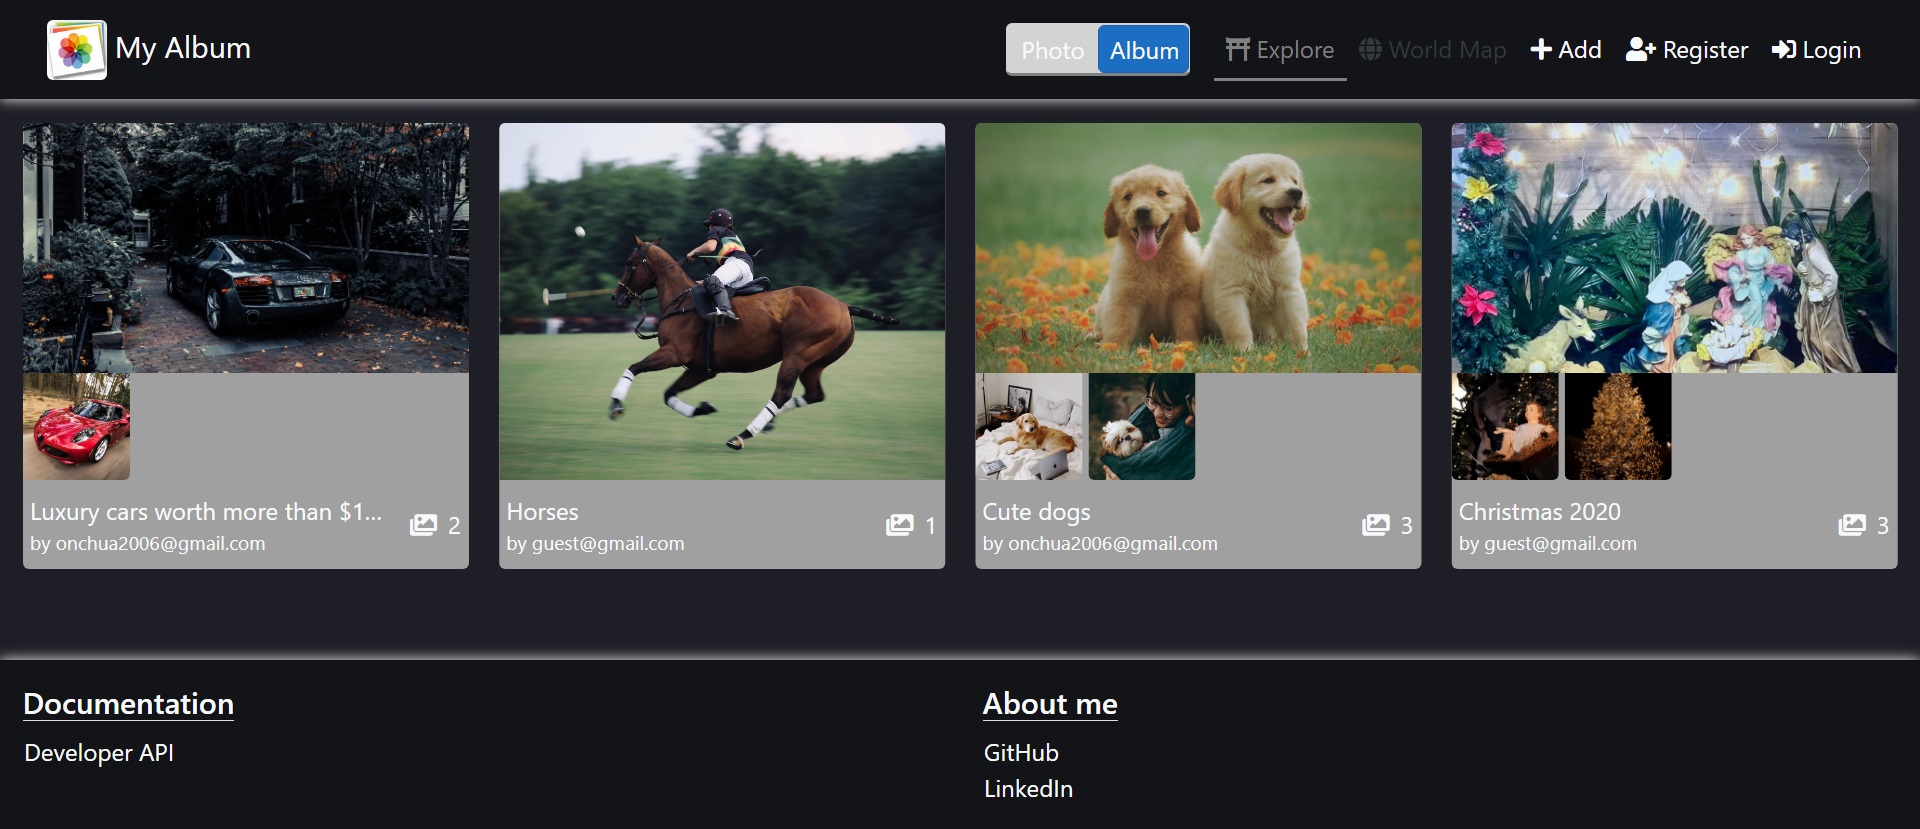 My Album
Photo Album Explore World Map Add Register Login
Luxury cars worth more than $1...
by onchua2006@gmail.com
2
Horses
by guest@gmail.com
1
Cute dogs
by onchua2006@gmail.com
3
Christmas 2020
by guest@gmail.com
3
Documentation
Developer API
About me
GitHub
LinkedIn